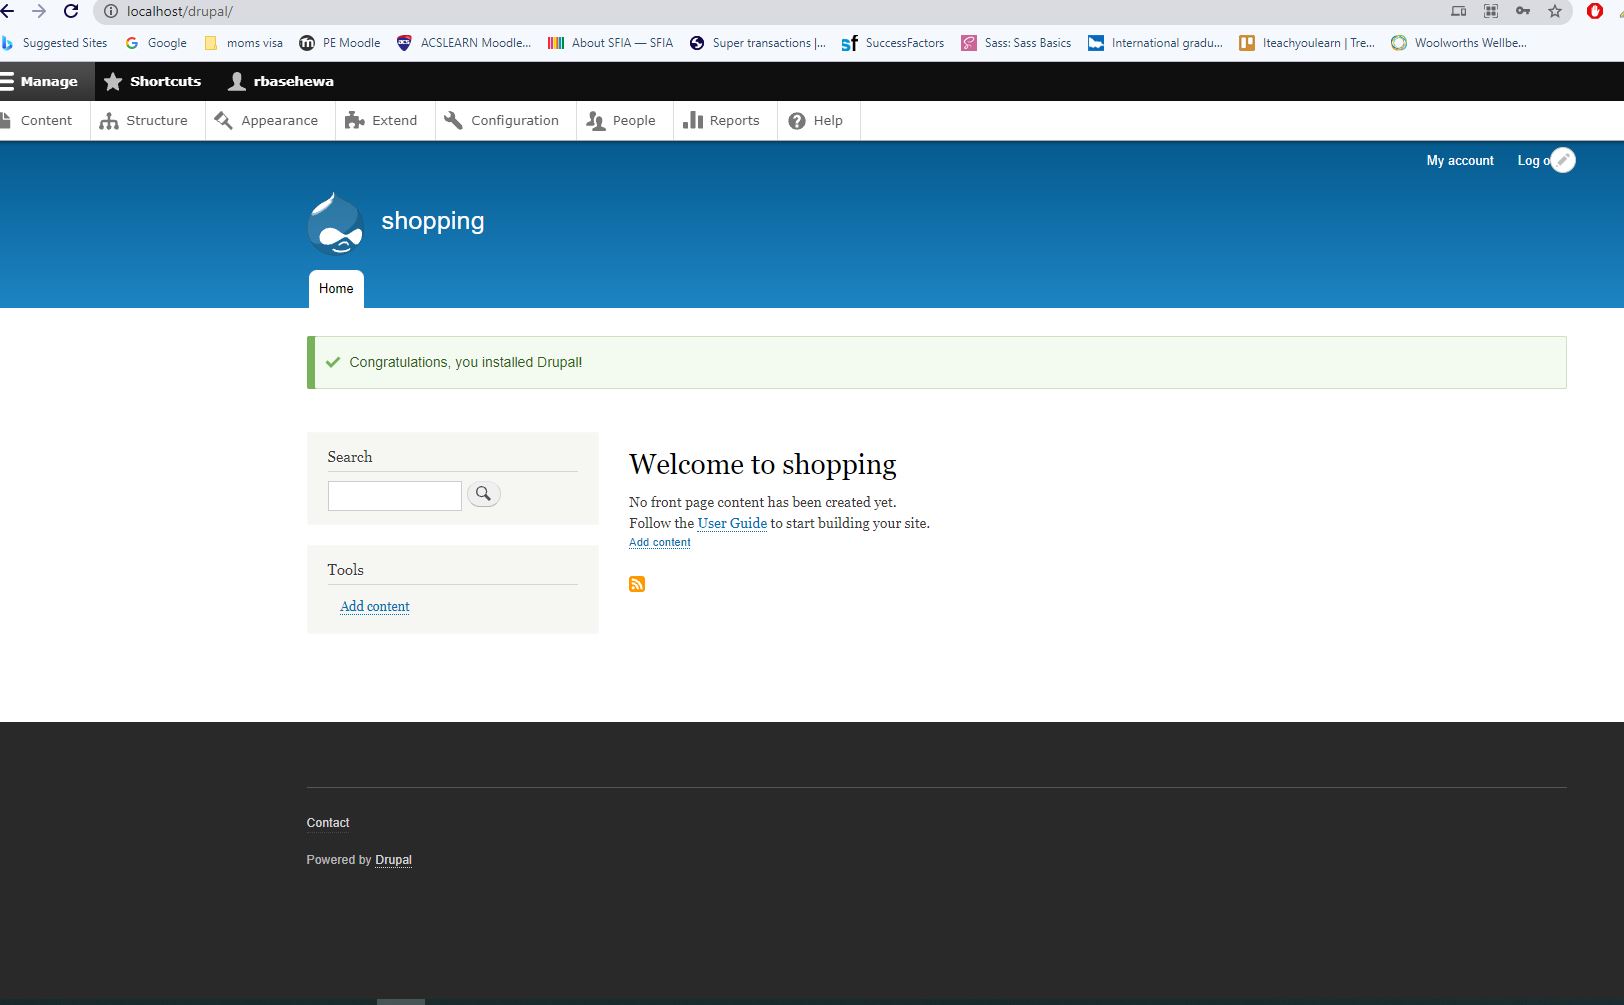 localhost/drupal/
Suggested Sites Google moms visa PE Moodle ACSLEARN Moodle... About SFIA — SFIA Super transactions |... SuccessFactors Sass: Sass Basics International gradu... Iteachyoulearn | Tre... Woolworths Wellbe...
Manage Shortcuts rbasehewa
Content Structure Appearance Extend Configuration People Reports Help
My account Log o
shopping
Home
Congratulations, you installed Drupal!
Search
Welcome to shopping
No front page content has been created yet.
Follow the User Guide to start building your site.
Add content
Tools
Add content
Contact
Powered by Drupal